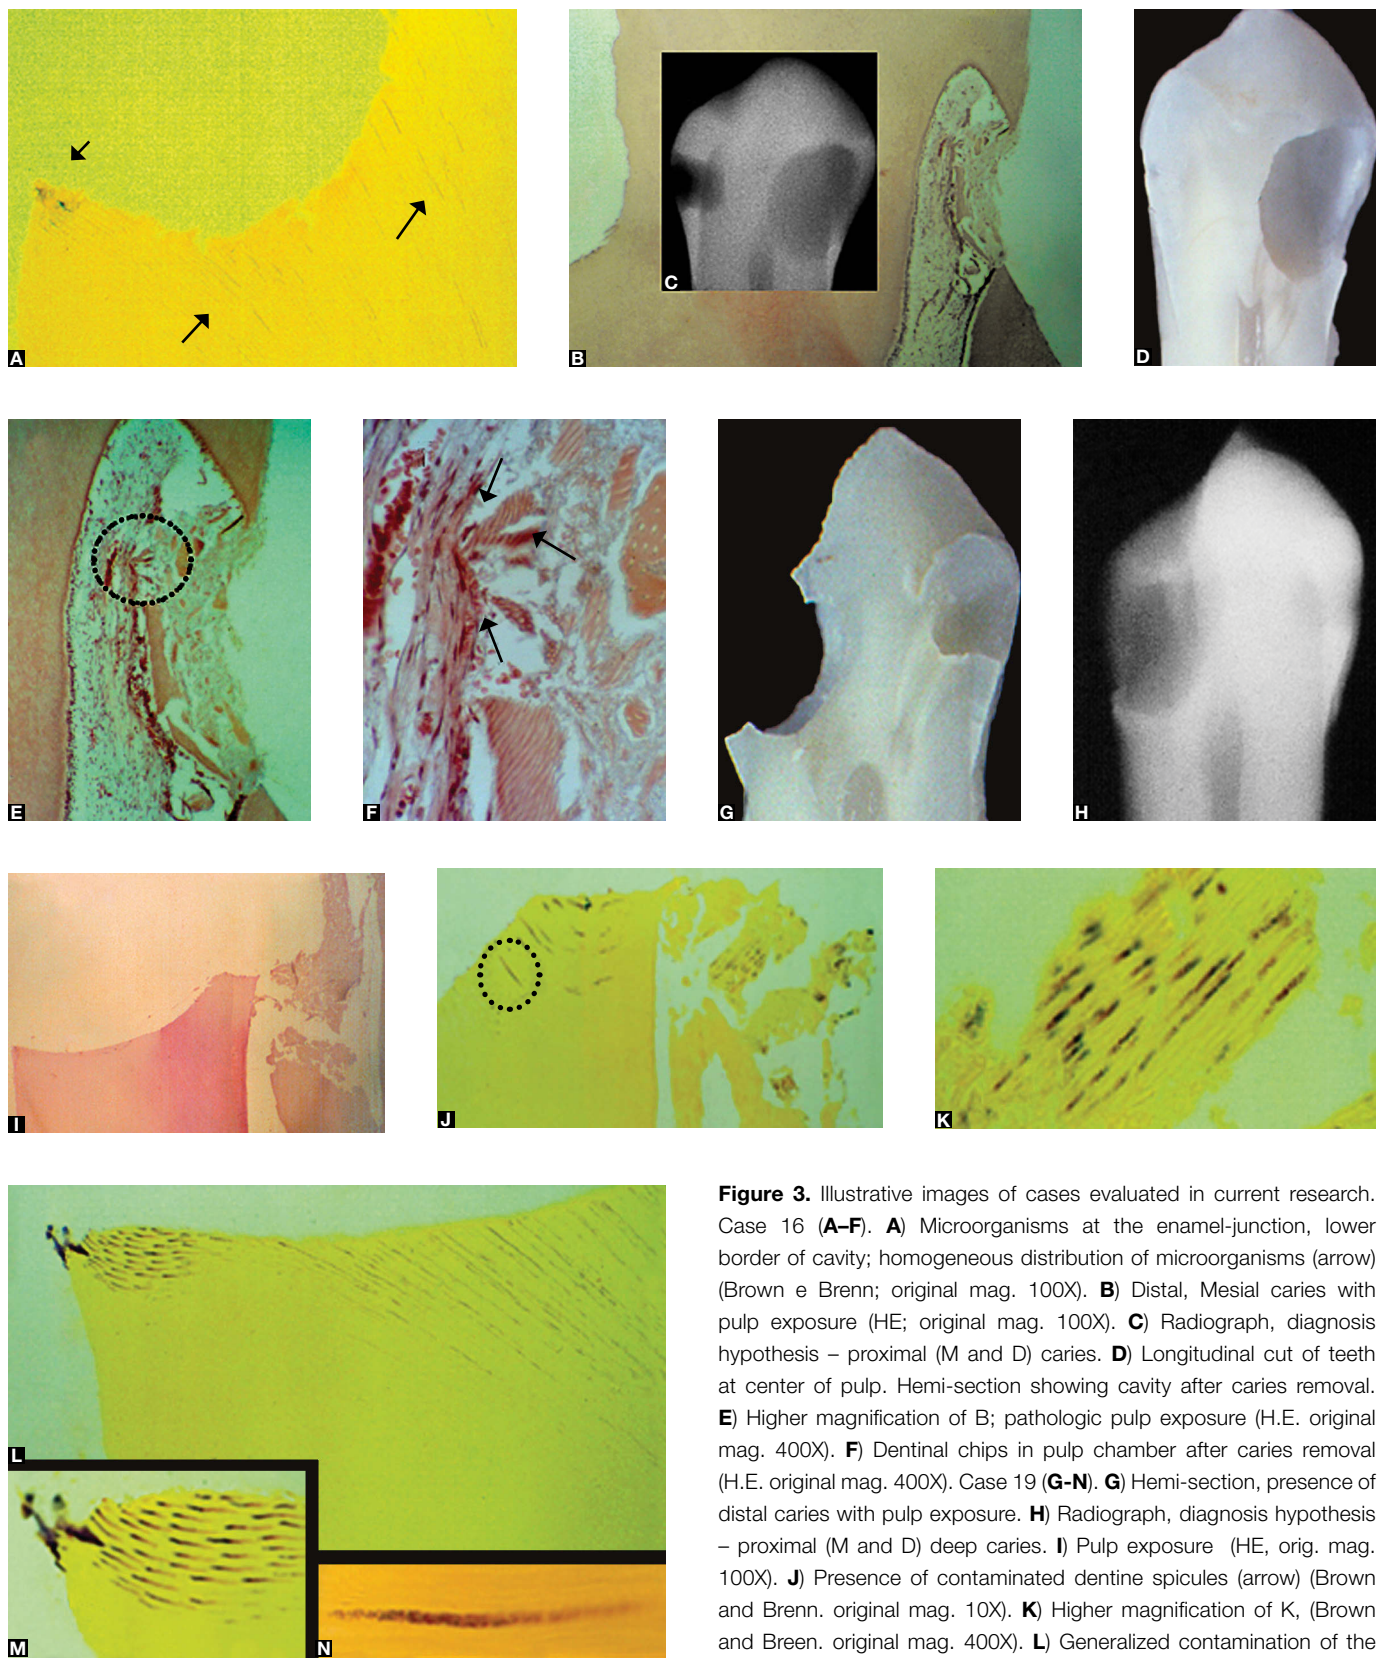 A
B
C
D
E
F
G
H
I
J
K
L
M
N
Figure 3. Illustrative images of cases evaluated in current research.
Case 16 (A–F). A) Microorganisms at the enamel-junction, lower
border of cavity; homogeneous distribution of microorganisms (arrow)
(Brown e Brenn; original mag. 100X). B) Distal, Mesial caries with
pulp exposure (HE; original mag. 100X). C) Radiograph, diagnosis
hypothesis – proximal (M and D) caries. D) Longitudinal cut of teeth
at center of pulp. Hemi-section showing cavity after caries removal.
E) Higher magnification of B; pathologic pulp exposure (H.E. original
mag. 400X). F) Dentinal chips in pulp chamber after caries removal
(H.E. original mag. 400X). Case 19 (G-N). G) Hemi-section, presence of
distal caries with pulp exposure. H) Radiograph, diagnosis hypothesis
– proximal (M and D) deep caries. I) Pulp exposure (HE, orig. mag.
100X). J) Presence of contaminated dentine spicules (arrow) (Brown
and Brenn. original mag. 10X). K) Higher magnification of K, (Brown
and Breen. original mag. 400X). L) Generalized contamination of the